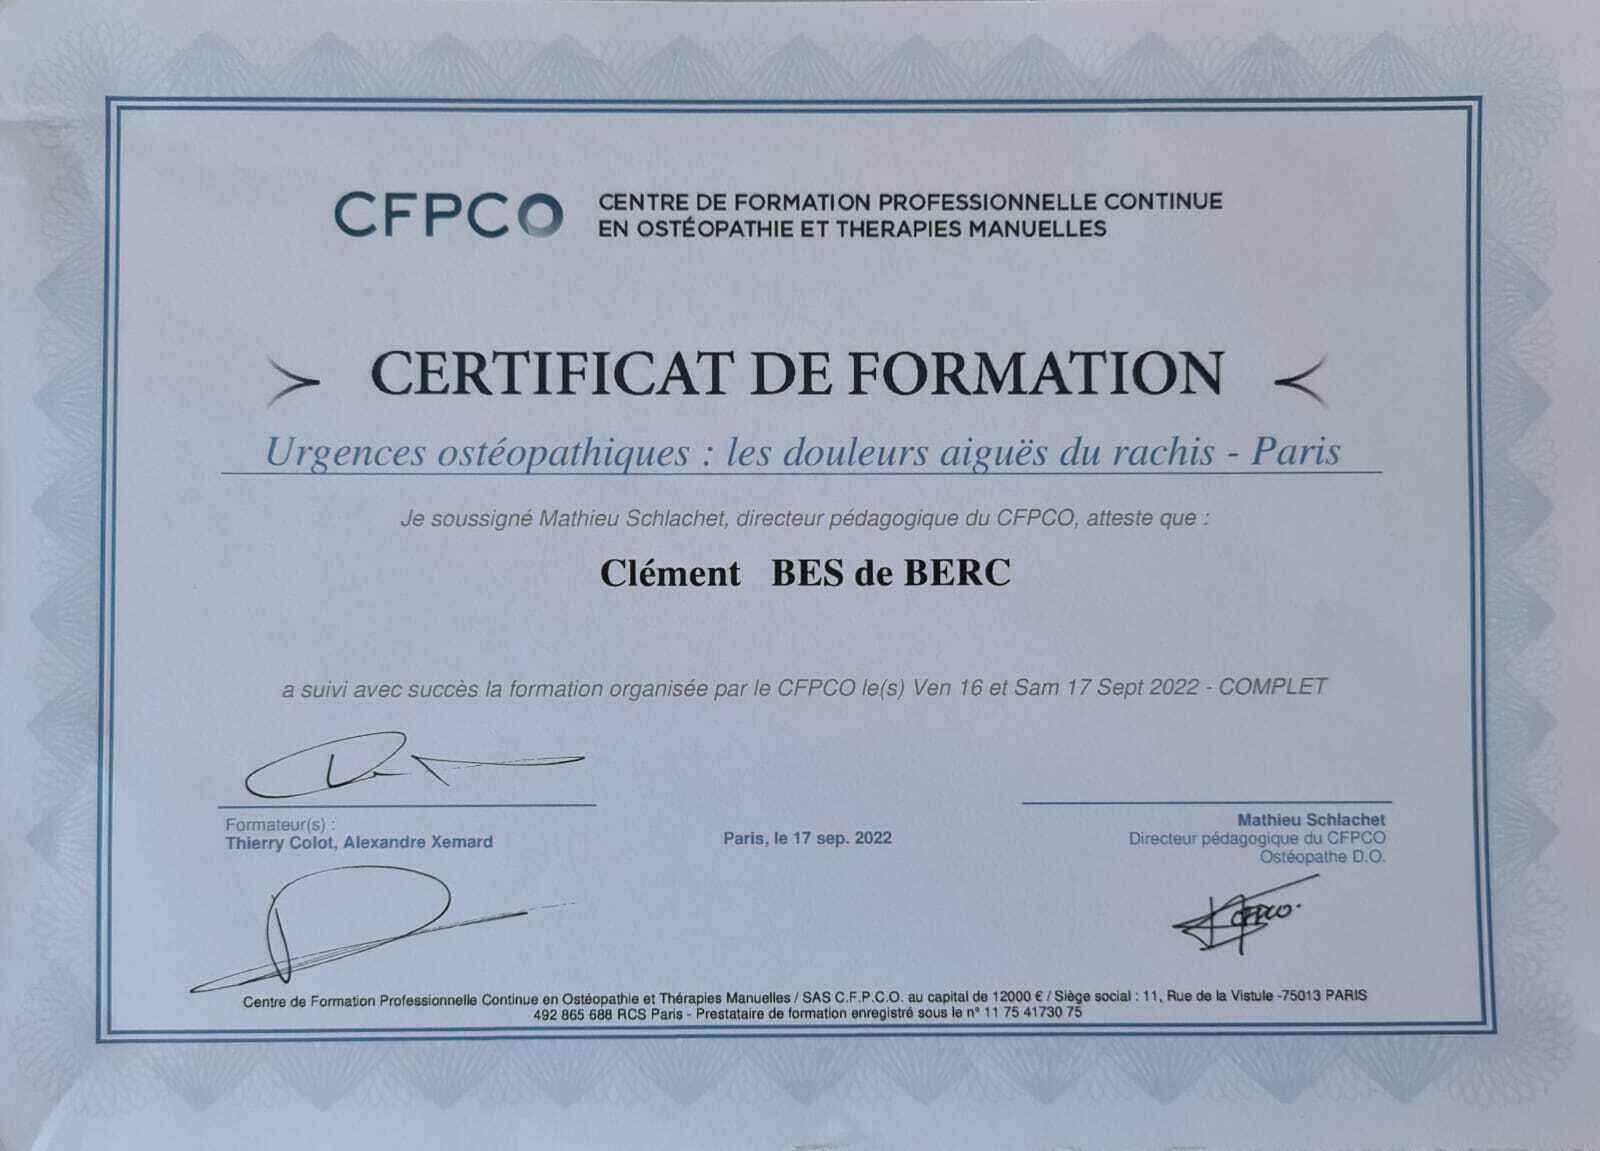 CFPCO
CENTRE DE FORMATION PROFESSIONNELLE CONTINUE
EN OSTÉOPATHIE ET THERAPIES MANUELLES
CERTIFICAT DE FORMATION
Urgences ostéopathiques : les douleurs aiguës du rachis - Paris
Je soussigné Mathieu Schlachet, directeur pédagogique du CFPCO, atteste que :
Clément BES de BERC
a suivi avec succès la formation organisée par le CFPCO le(s) Ven 16 et Sam 17 Sept 2022 - COMPLET
Formateur(s) :
Thierry Colot, Alexandre Xemard
Paris, le 17 sep. 2022
Mathieu Schlachet
Directeur pédagogique du CFPCO
Ostéopathe D.O.
CFPCO.
Centre de Formation Professionnelle Continue en Ostéopathie et Thérapies Manuelles / SAS C.F.P.C.O. au capital de 12000 € / Siège social : 11, Rue de la Vistule -75013 PARIS
492 865 688 RCS Paris - Prestataire de formation enregistré sous le n° 11 75 41730 75